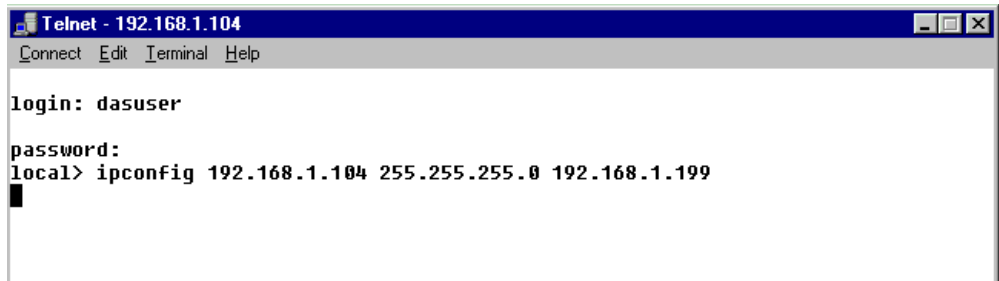 Telnet - 192.168.1.104
Connect Edit Terminal Help
login: dasuser
password:
local> ipconfig 192.168.1.104 255.255.255.0 192.168.1.199